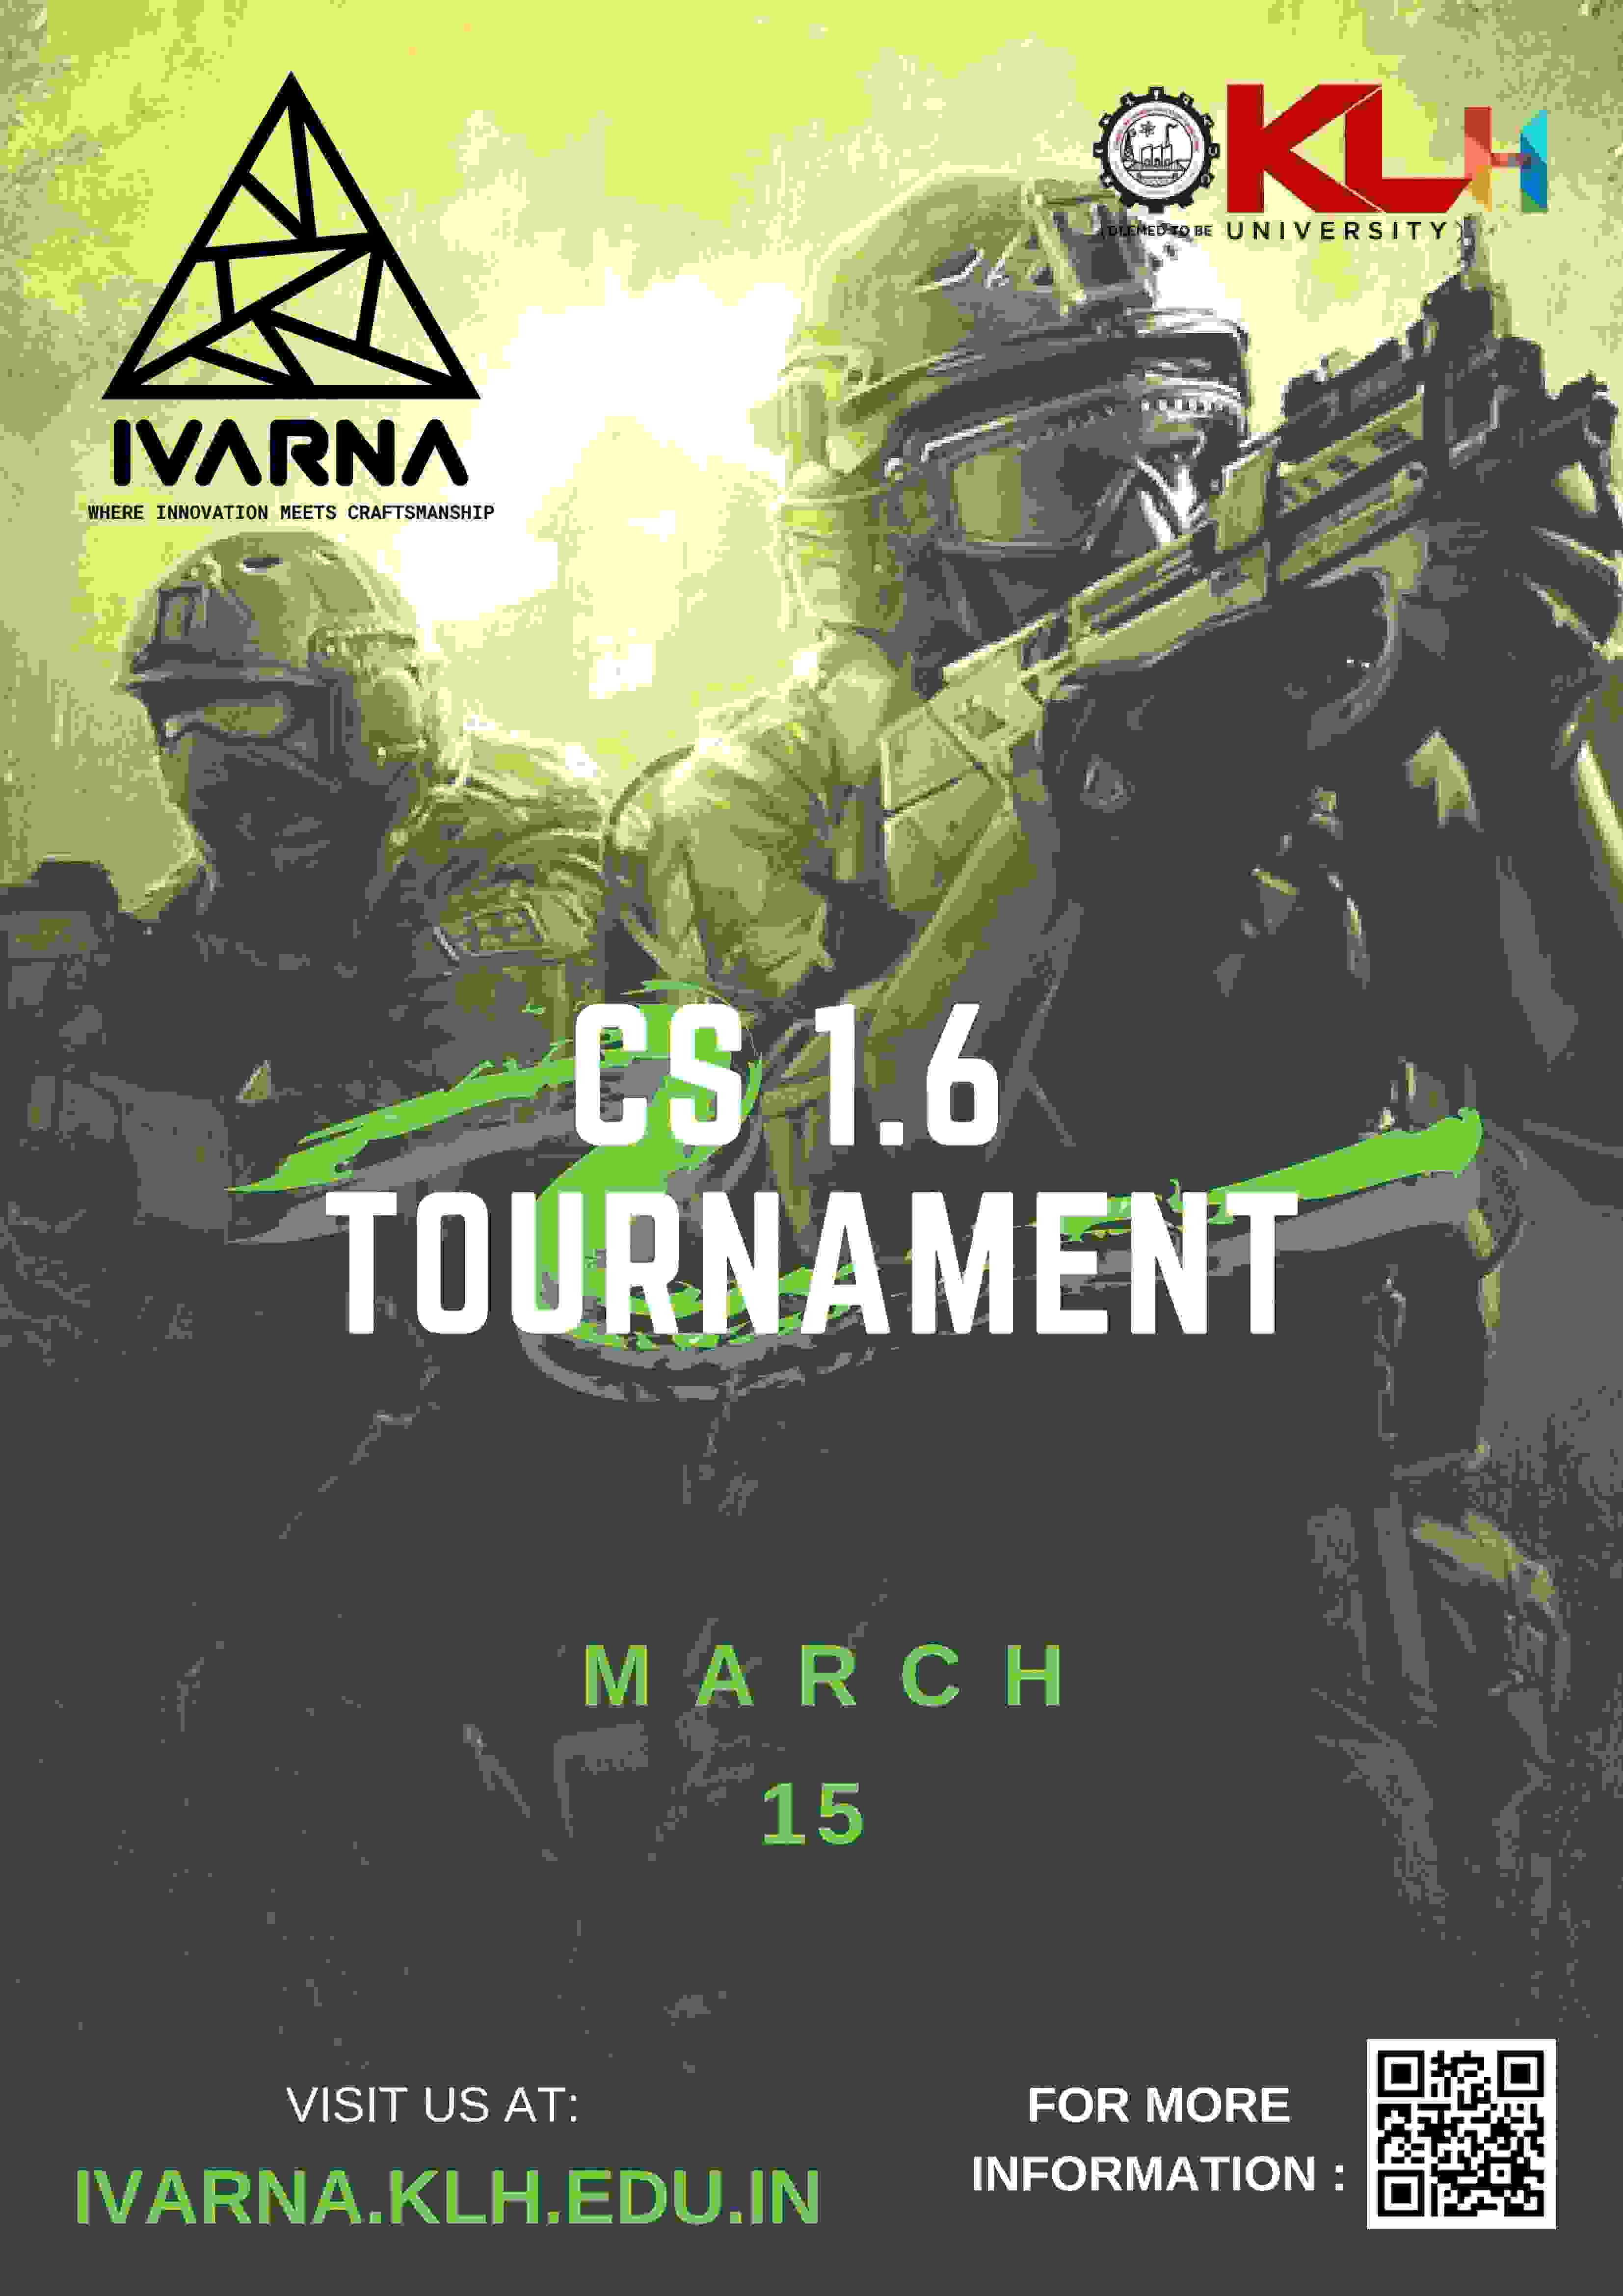 IVARNA
WHERE INNOVATION MEETS CRAFTSMANSHIP
KLH
(DEEMED TO BE UNIVERSITY)
CS 1.6
TOURNAMENT
MARCH
15
VISIT US AT:
IVARNA.KLH.EDU.IN
FOR MORE
INFORMATION :